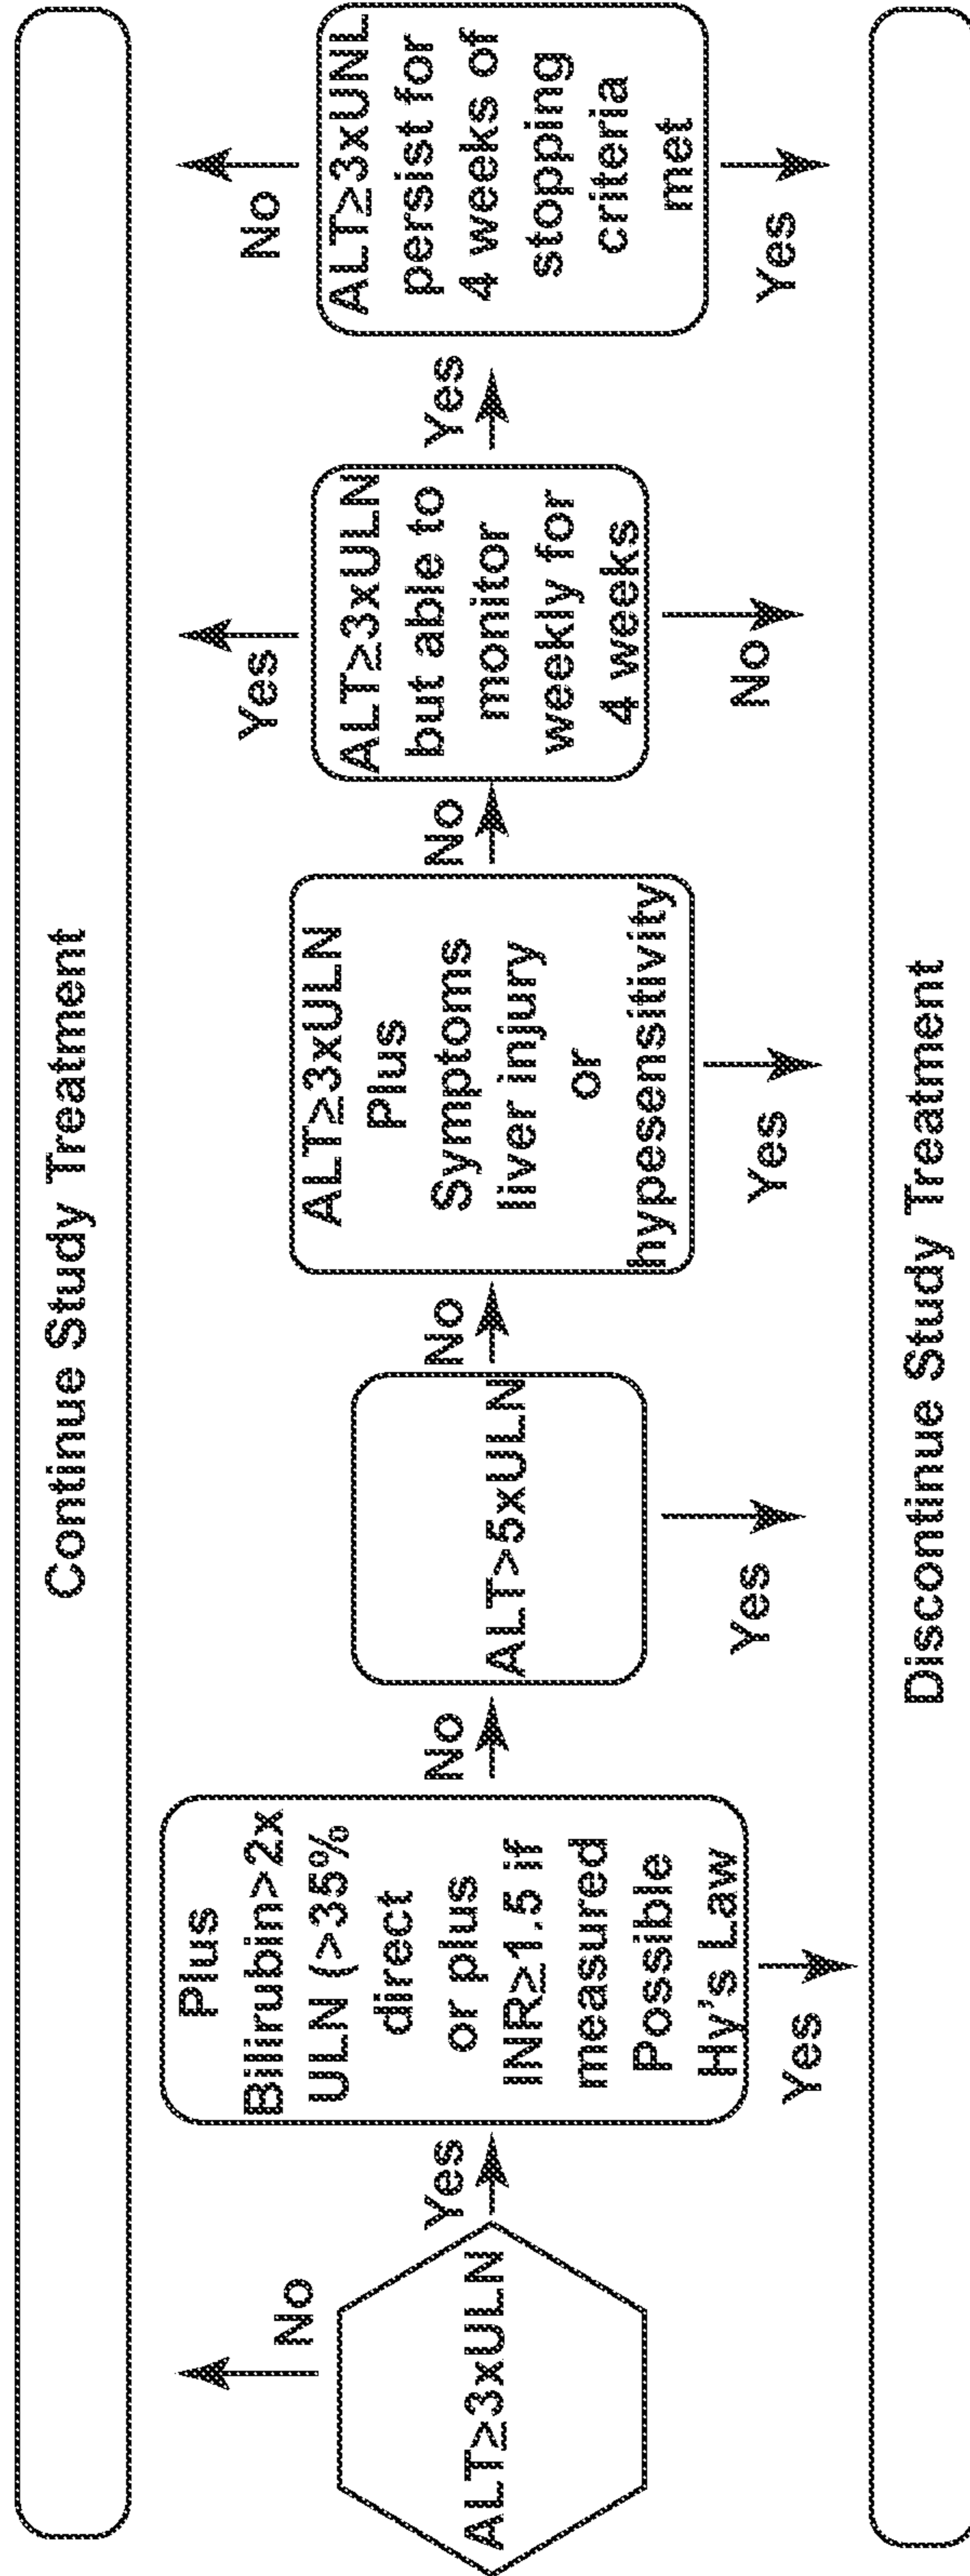 Continue Study Treatment
No
ALT≥3xULN
Yes
Plus
Bilirubin>2x
ULN (>35%
direct
or plus
INR≥1.5 if
measured
Possible
Hy's Law
Yes
No
ALT>5xULN
Yes
No
ALT≥3xULN
Plus
Symptoms
liver injury
or
hypesensitivity
Yes
No
Yes
ALT≥3xULN
but able to
monitor
weekly for
4 weeks
No
Yes
No
ALT≥3xUNL
persist for
4 weeks of
stopping
criteria
met
Yes
Discontinue Study Treatment